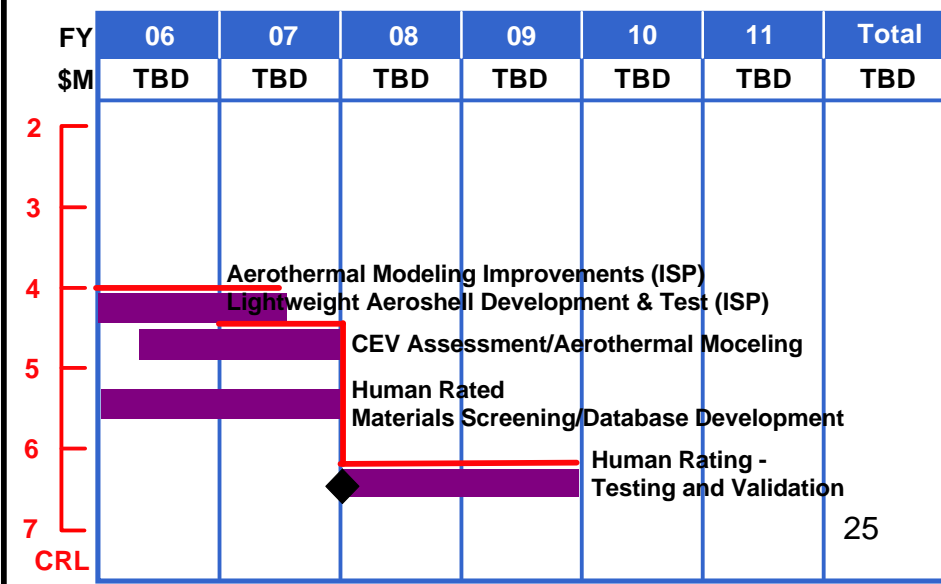 FY 06 07 08 09 10 11 Total
$M TBD TBD TBD TBD TBD TBD TBD
2
3
Aerothermal Modeling Improvements (ISP)
4
Lightweight Aeroshell Development & Test (ISP)
CEV Assessment/Aerothermal Moceling
5
Human Rated
Materials Screening/Database Development
6
Human Rating -
Testing and Validation
7
25
CRL